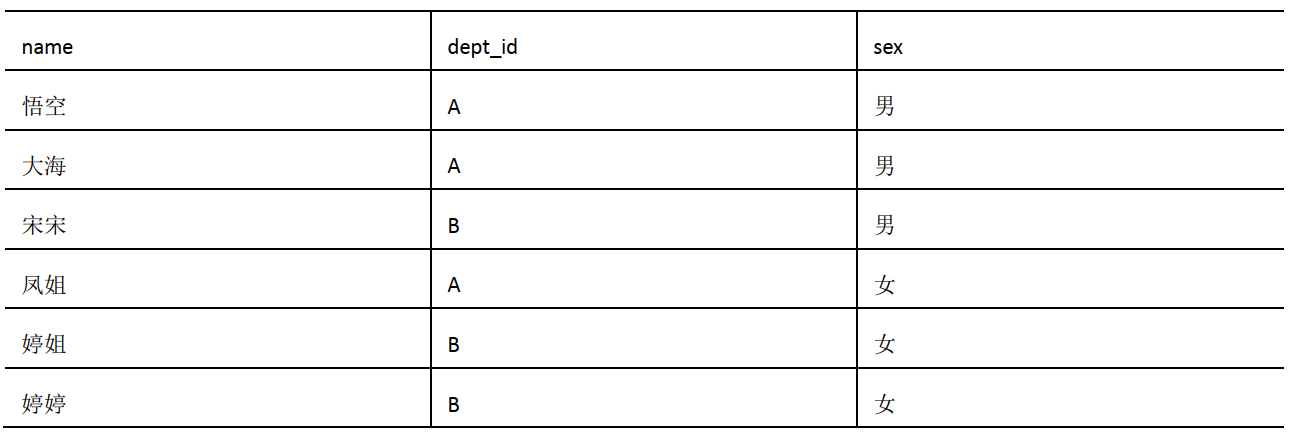 name dept_id sex
悟空 A 男
大海 A 男
宋宋 B 男
凤姐 A 女
婷姐 B 女
婷婷 B 女